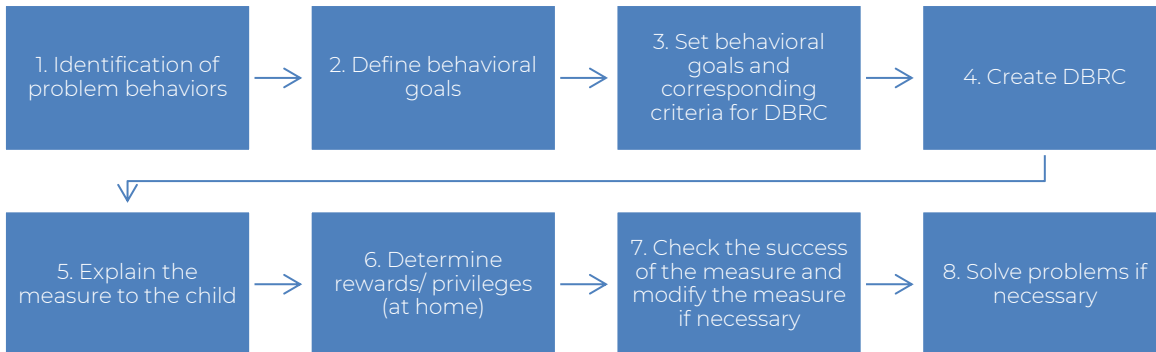 1. Identification of
problem behaviors
2. Define behavioral
goals
3. Set behavioral
goals and
corresponding
criteria for DBRC
4. Create DBRC
5. Explain the
measure to the child
6. Determine
rewards/ privileges
(at home)
7. Check the success
of the measure and
modify the measure
if necessary
8. Solve problems if
necessary